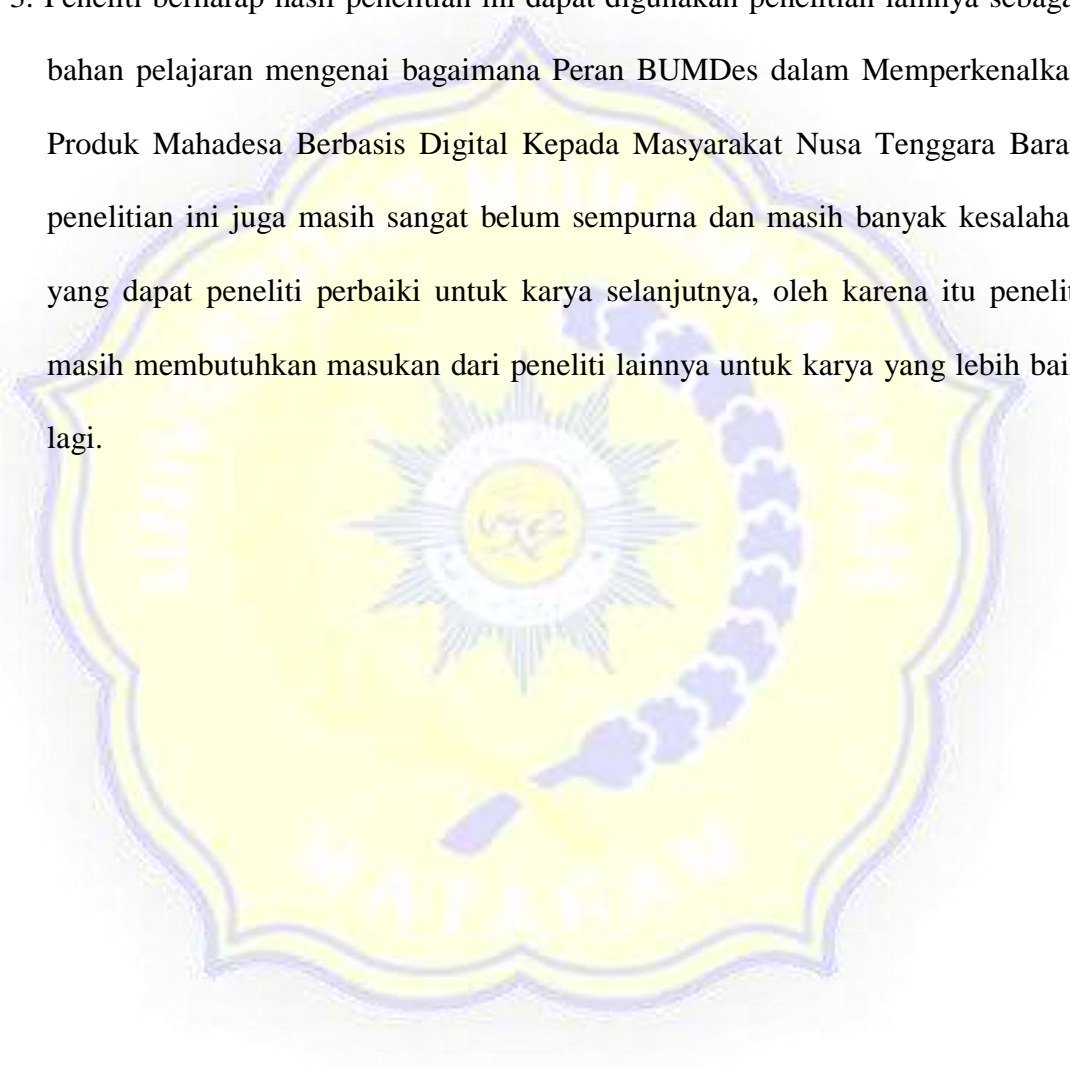 3. Peneliti berharap hasil penelitian ini dapat digunakan penelitian lainnya sebaga
bahan pelajaran mengenai bagaimana Peran BUMDes dalam Memperkenalka
Produk Mahadesa Berbasis Digital Kepada Masyarakat Nusa Tenggara Bara
penelitian ini juga masih sangat belum sempurna dan masih banyak kesalaha
yang dapat peneliti perbaiki untuk karya selanjutnya, oleh karena itu penelit
masih membutuhkan masukan dari peneliti lainnya untuk karya yang lebih baik
lagi.
MATARAM